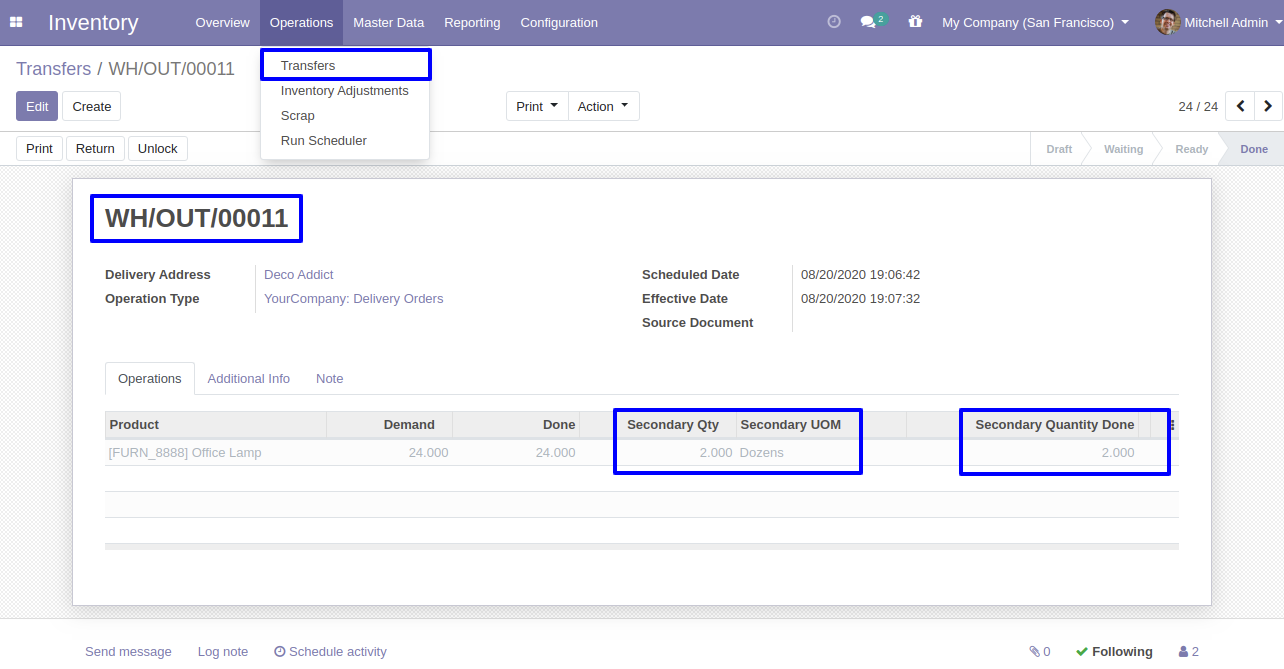 Inventory Overview Operations Master Data Reporting Configuration 2 My Company (San Francisco) Mitchell Admin
Transfers / WH/OUT/00011
Transfers
Inventory Adjustments
Scrap
Run Scheduler
Edit Create Print Action 24 / 24
Print Return Unlock Draft Waiting Ready Done
WH/OUT/00011
Delivery Address Deco Addict Scheduled Date 08/20/2020 19:06:42
Operation Type YourCompany: Delivery Orders Effective Date 08/20/2020 19:07:32
Source Document
Operations Additional Info Note
Product Demand Done Secondary Qty Secondary UOM Secondary Quantity Done
[FURN_8888] Office Lamp 24.000 24.000 2.000 Dozens 2.000
Send message Log note Schedule activity 0 Following 2